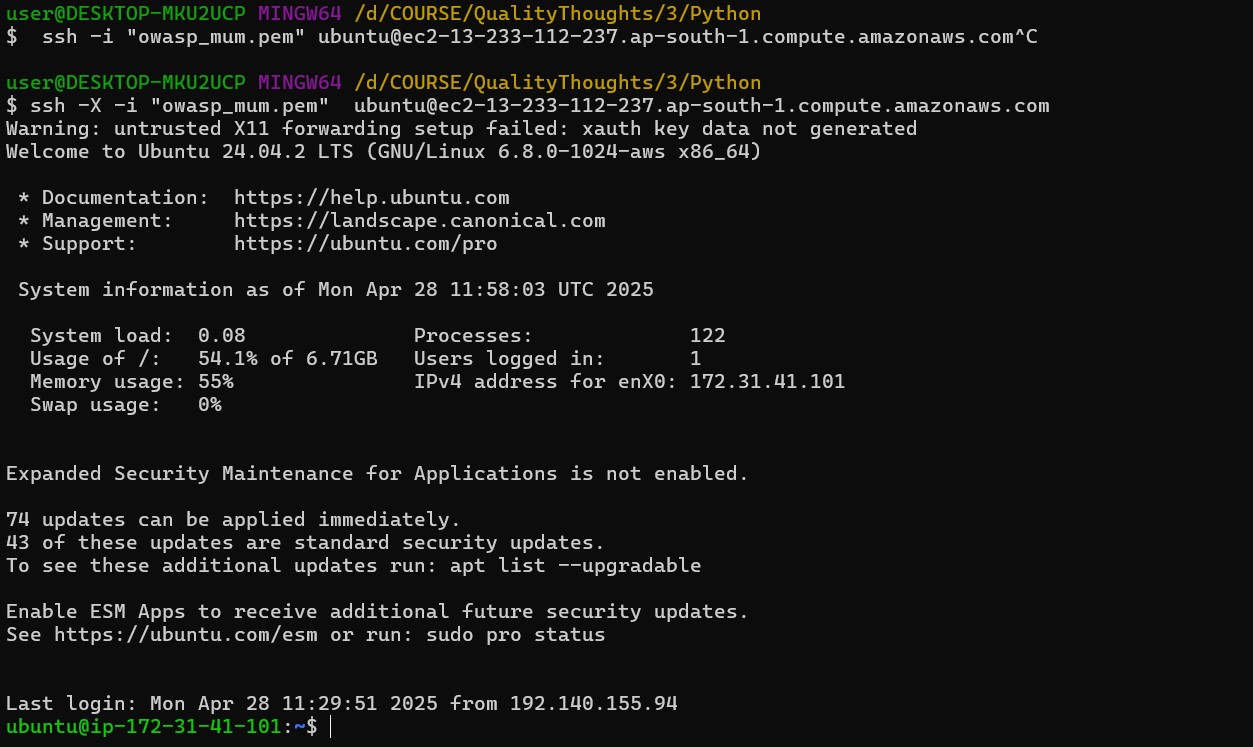 user@DESKTOP-MKU2UCP MINGW64 /d/COURSE/QualityThoughts/3/Python
$  ssh -i "owasp_mum.pem" ubuntu@ec2-13-233-112-237.ap-south-1.compute.amazonaws.com^C
user@DESKTOP-MKU2UCP MINGW64 /d/COURSE/QualityThoughts/3/Python
$ ssh -X -i "owasp_mum.pem"  ubuntu@ec2-13-233-112-237.ap-south-1.compute.amazonaws.com
Warning: untrusted X11 forwarding setup failed: xauth key data not generated
Welcome to Ubuntu 24.04.2 LTS (GNU/Linux 6.8.0-1024-aws x86_64)
 * Documentation:  https://help.ubuntu.com
 * Management:     https://landscape.canonical.com
 * Support:        https://ubuntu.com/pro
 System information as of Mon Apr 28 11:58:03 UTC 2025
  System load:  0.08              Processes:             122
  Usage of /:   54.1% of 6.71GB   Users logged in:       1
  Memory usage: 55%               IPv4 address for enX0: 172.31.41.101
  Swap usage:   0%
Expanded Security Maintenance for Applications is not enabled.
74 updates can be applied immediately.
43 of these updates are standard security updates.
To see these additional updates run: apt list --upgradable
Enable ESM Apps to receive additional future security updates.
See https://ubuntu.com/esm or run: sudo pro status
Last login: Mon Apr 28 11:29:51 2025 from 192.140.155.94
ubuntu@ip-172-31-41-101:~$